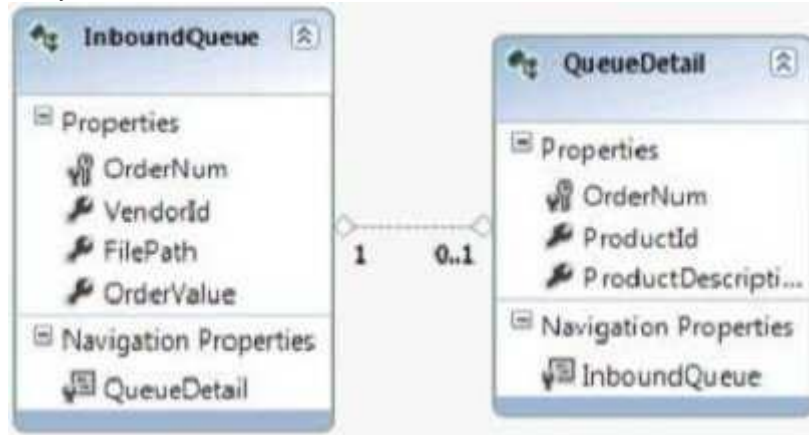 InboundQueue
Properties
OrderNum
VendorId
FilePath
OrderValue
Navigation Properties
QueueDetail
1
0..1
QueueDetail
Properties
OrderNum
ProductId
ProductDescripti...
Navigation Properties
InboundQueue